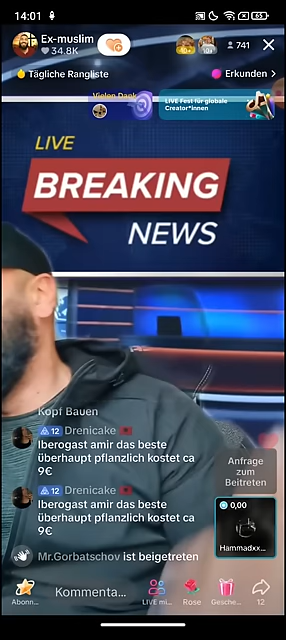 14:01
65
Ex-muslim
34.8K
741
Tägliche Rangliste
Erkunden
Vielen Dank
LIVE Fest für globale
Creator*innen
LIVE
BREAKING
NEWS
Kopf Bauen
12 Drenicake
Iberogast amir das beste
überhaupt pflanzlich kostet ca
9€
12 Drenicake
Iberogast amir das beste
überhaupt pflanzlich kostet ca
9€
Mr.Gorbatschov ist beigetreten
Anfrage
zum
Beitreten
0,00
Hammadxx...
Abonn...
Kommenta...
LIVE mi...
Rose
Gesche...
12